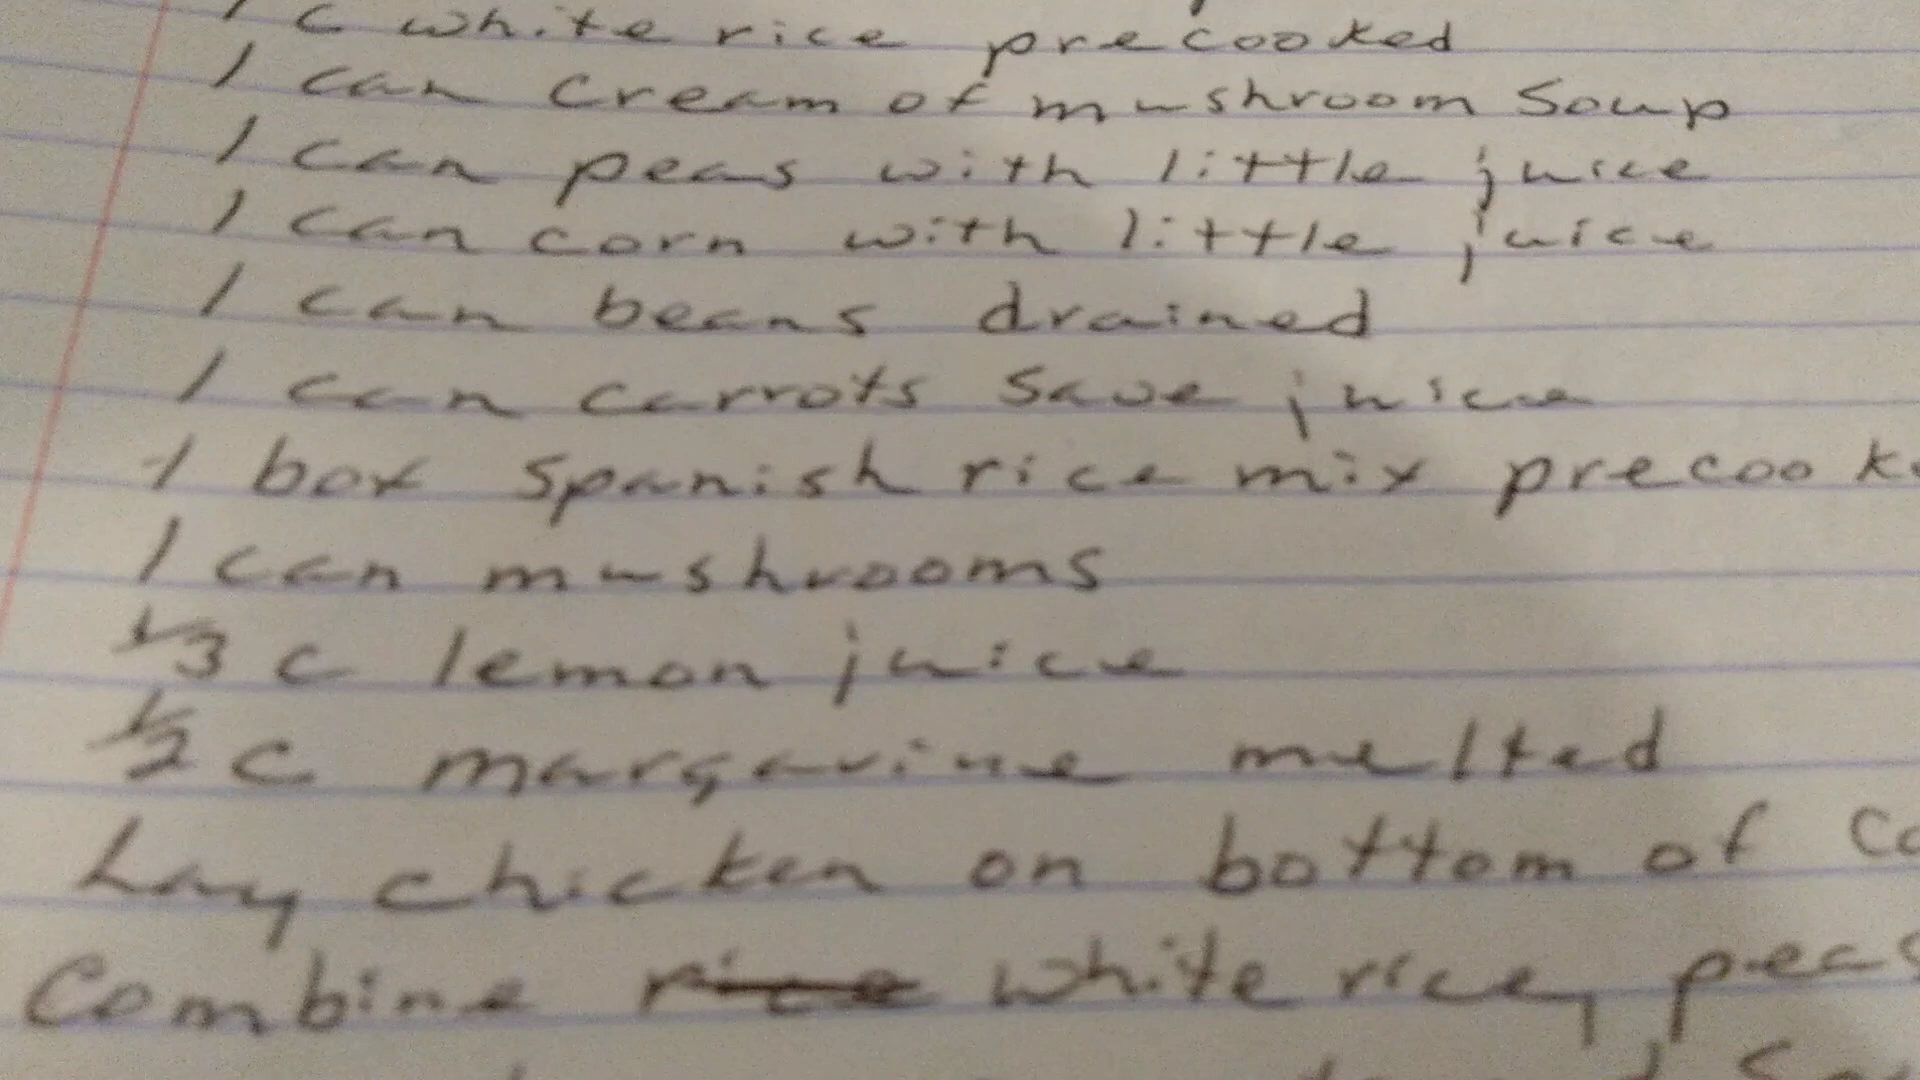 1 c white rice precooked
1 can cream of mushroom soup
1 can peas with little juice
1 can corn with little juice
1 can beans drained
1 can carrots save juice
1 box spanish rice mix precook
1 can mushrooms
1/3 c lemon juice
1/2 c margarine melted
Lay chicken on bottom of
Combine rice white rice, peas